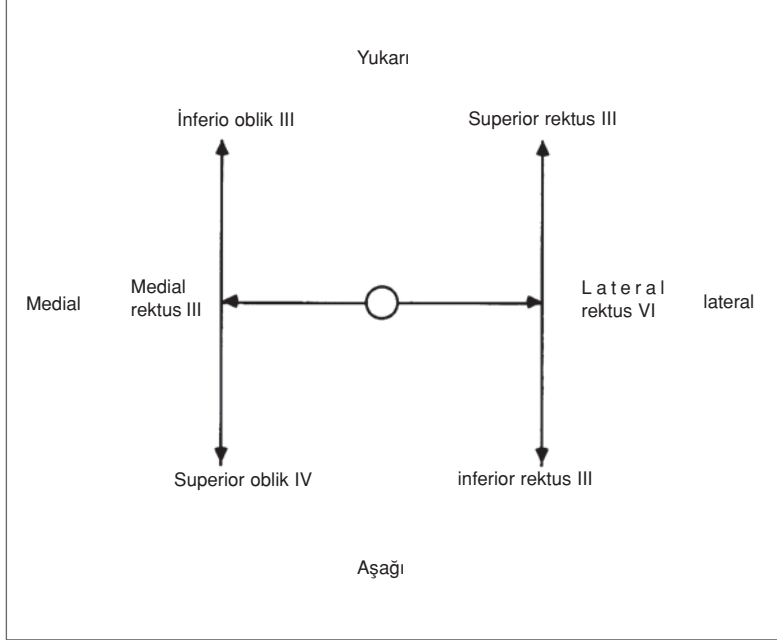 Yukarı
İnferio oblik III
Superior rektus III
Medial
Medial
rektus III
Lateral
rektus VI
lateral
Superior oblik IV
inferior rektus III
Aşağı